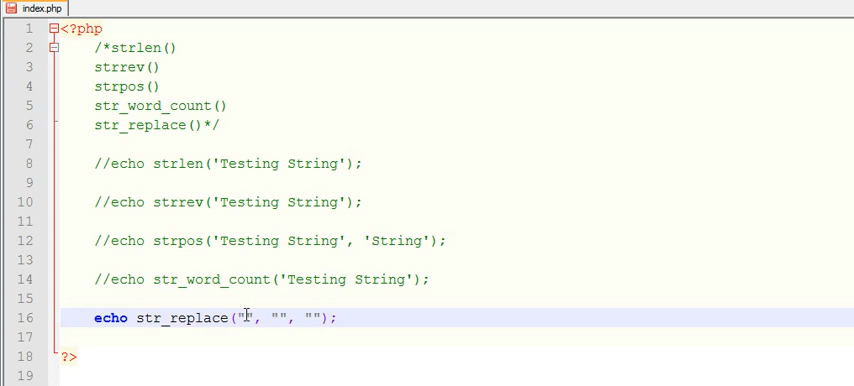 index.php
1 <?php
2 /*strlen()
3 strrev()
4 strpos()
5 str_word_count()
6 str_replace()*/
7
8 //echo strlen('Testing String');
9
10 //echo strrev('Testing String');
11
12 //echo strpos('Testing String', 'String');
13
14 //echo str_word_count('Testing String');
15
16 echo str_replace("", "", "");
17
18 ?>
19